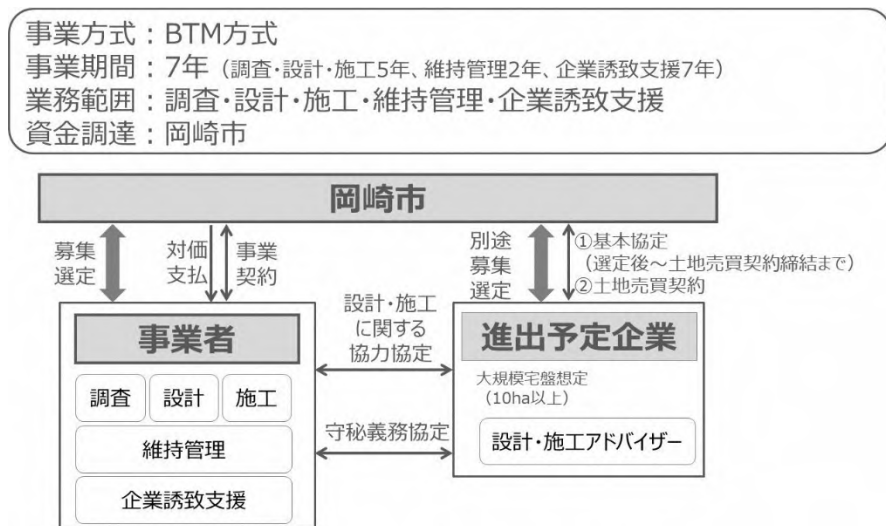 事業方式：BTM方式
事業期間：7年（調査・設計・施工5年、維持管理2年、企業誘致支援7年）
業務範囲：調査・設計・施工・維持管理・企業誘致支援
資金調達：岡崎市
岡崎市
募集
選定
対価
支払
事業
契約
別途
募集
選定
①基本協定
（選定後～土地売買契約締結まで）
②土地売買契約
設計・施工
に関する
協力協定
守秘義務協定
事業者
調査
設計
施工
維持管理
企業誘致支援
進出予定企業
大規模宅盤想定
（10ha以上）
設計・施工アドバイザー